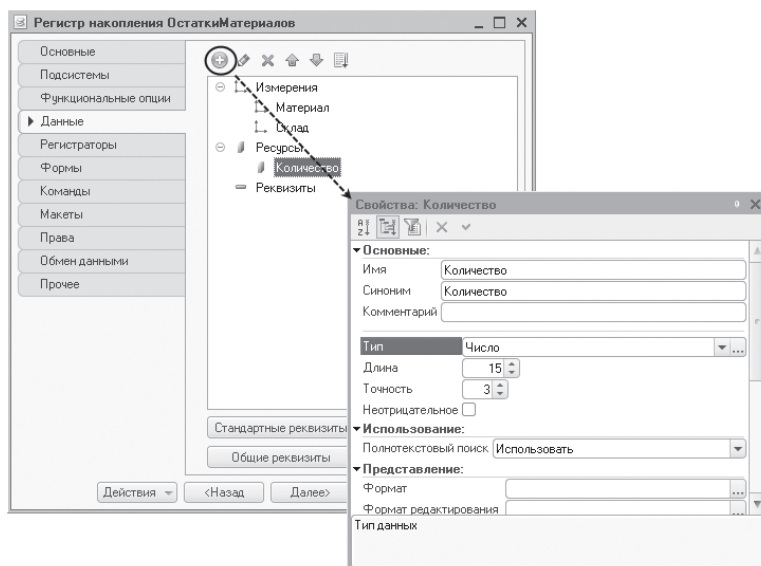 Регистр накопления ОстаткиМатериалов
Основные
Подсистемы
Функциональные опции
Данные
Регистраторы
Формы
Команды
Макеты
Права
Обмен данными
Прочее
Измерения
Материал
Склад
Ресурсы
Количество
Реквизиты
Стандартные реквизиты
Общие реквизиты
Действия
<Назад
Далее>
Свойства: Количество
Основные:
Имя Количество
Синоним Количество
Комментарий
Тип Число
Длина 15
Точность 3
Неотрицательное
Использование:
Полнотекстовый поиск Использовать
Представление:
Формат
Формат редактирования
Тип данных